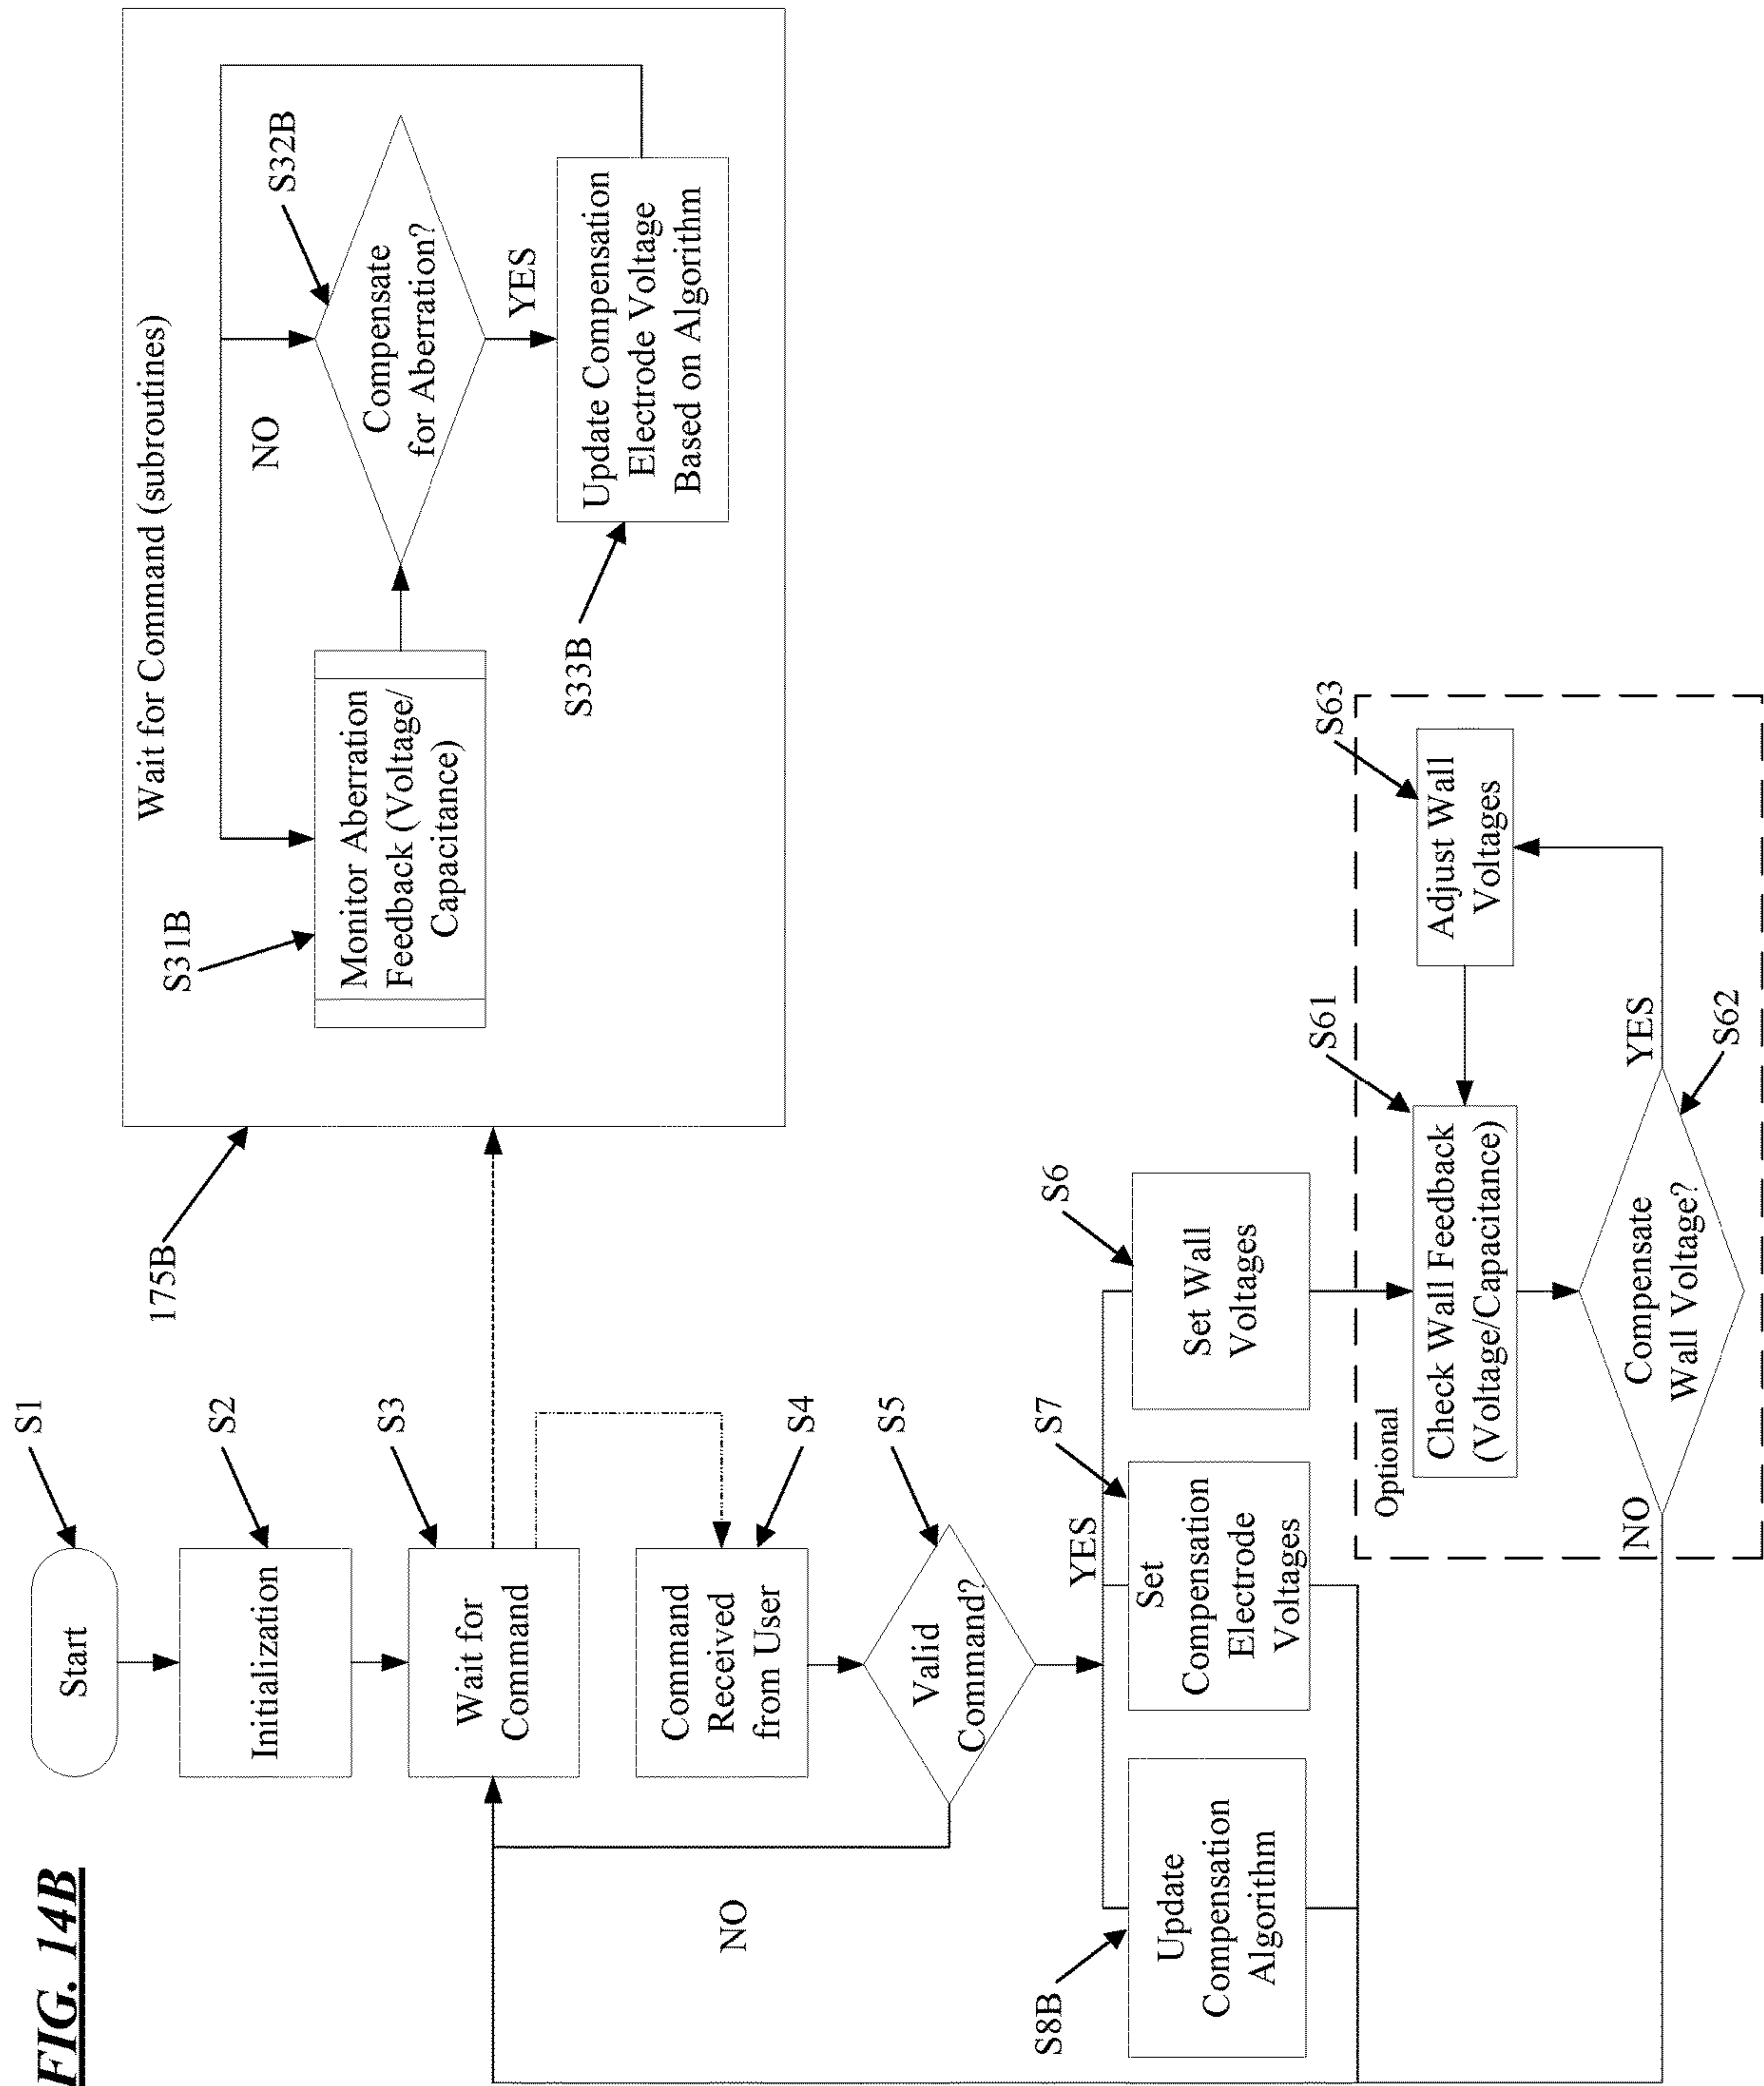 FIG. 14B
Start
S1
Initialization
S2
Wait for
Command
S3
Command
Received
from User
S4
Valid
Command?
S5
NO
YES
Update
Compensation
Algorithm
S8B
Set
Compensation
Electrode
Voltages
S7
Set Wall
Voltages
S6
Optional
Check Wall Feedback
(Voltage/Capacitance)
S61
Compensate
Wall Voltage?
S62
NO
YES
Adjust Wall
Voltages
S63
175B
Wait for Command (subroutines)
Monitor Aberration
Feedback (Voltage/
Capacitance)
S31B
NO
Compensate
for Aberration?
S32B
YES
Update Compensation
Electrode Voltage
Based on Algorithm
S33B